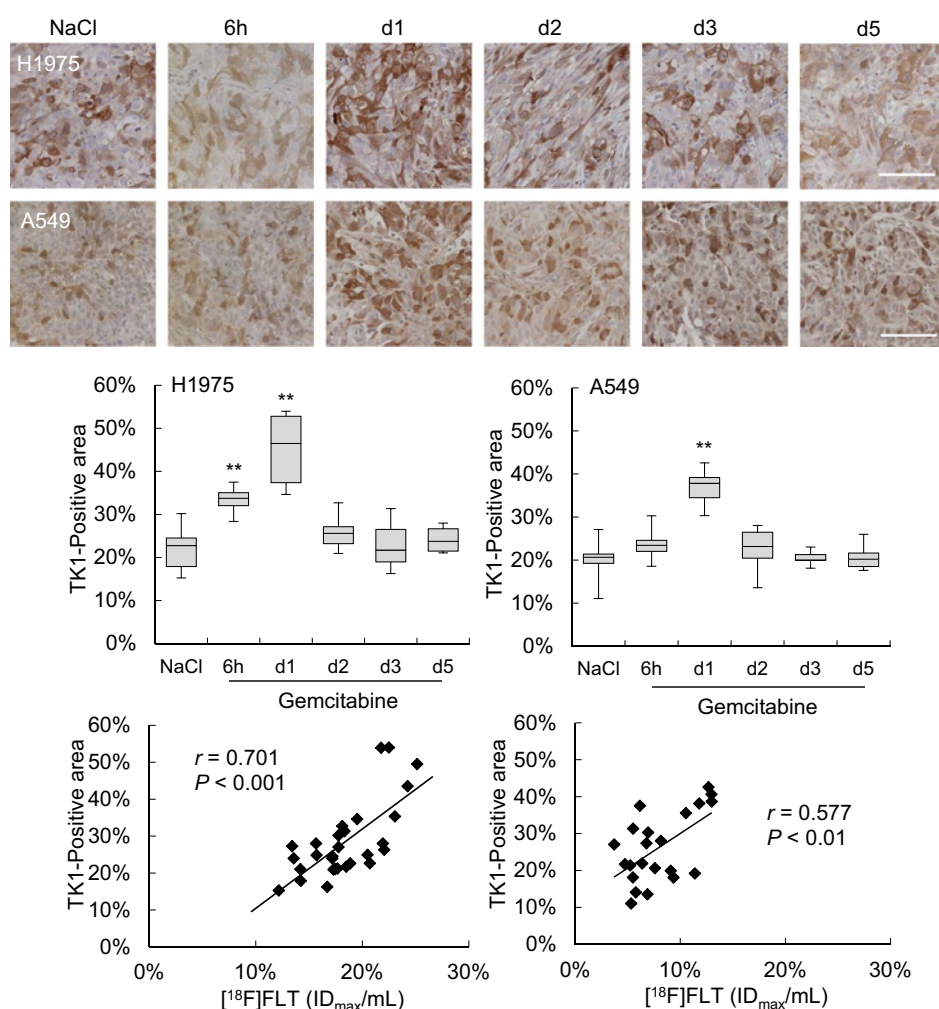 NaCl 6h d1 d2 d3 d5
H1975
A549
H1975
60%
50%
40%
30%
20%
10%
0%
TK1-Positive area
**
**
NaCl 6h d1 d2 d3 d5
Gemcitabine
A549
60%
50%
40%
30%
20%
10%
0%
TK1-Positive area
**
NaCl 6h d1 d2 d3 d5
Gemcitabine
60%
50%
40%
30%
20%
10%
0%
TK1-Positive area
r = 0.701
P < 0.001
0% 10% 20% 30%
[¹⁸F]FLT (IDmax/mL)
60%
50%
40%
30%
20%
10%
0%
TK1-Positive area
r = 0.577
P < 0.01
0% 10% 20% 30%
[¹⁸F]FLT (IDmax/mL)